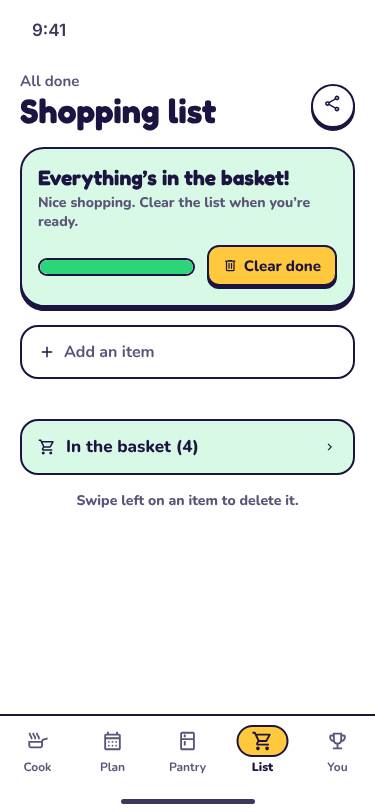 9:41
All done
Shopping list
Everything's in the basket!
Nice shopping. Clear the list when you're
ready.
Clear done
Add an item
In the basket (4)
Swipe left on an item to delete it.
Cook
Plan
Pantry
List
You